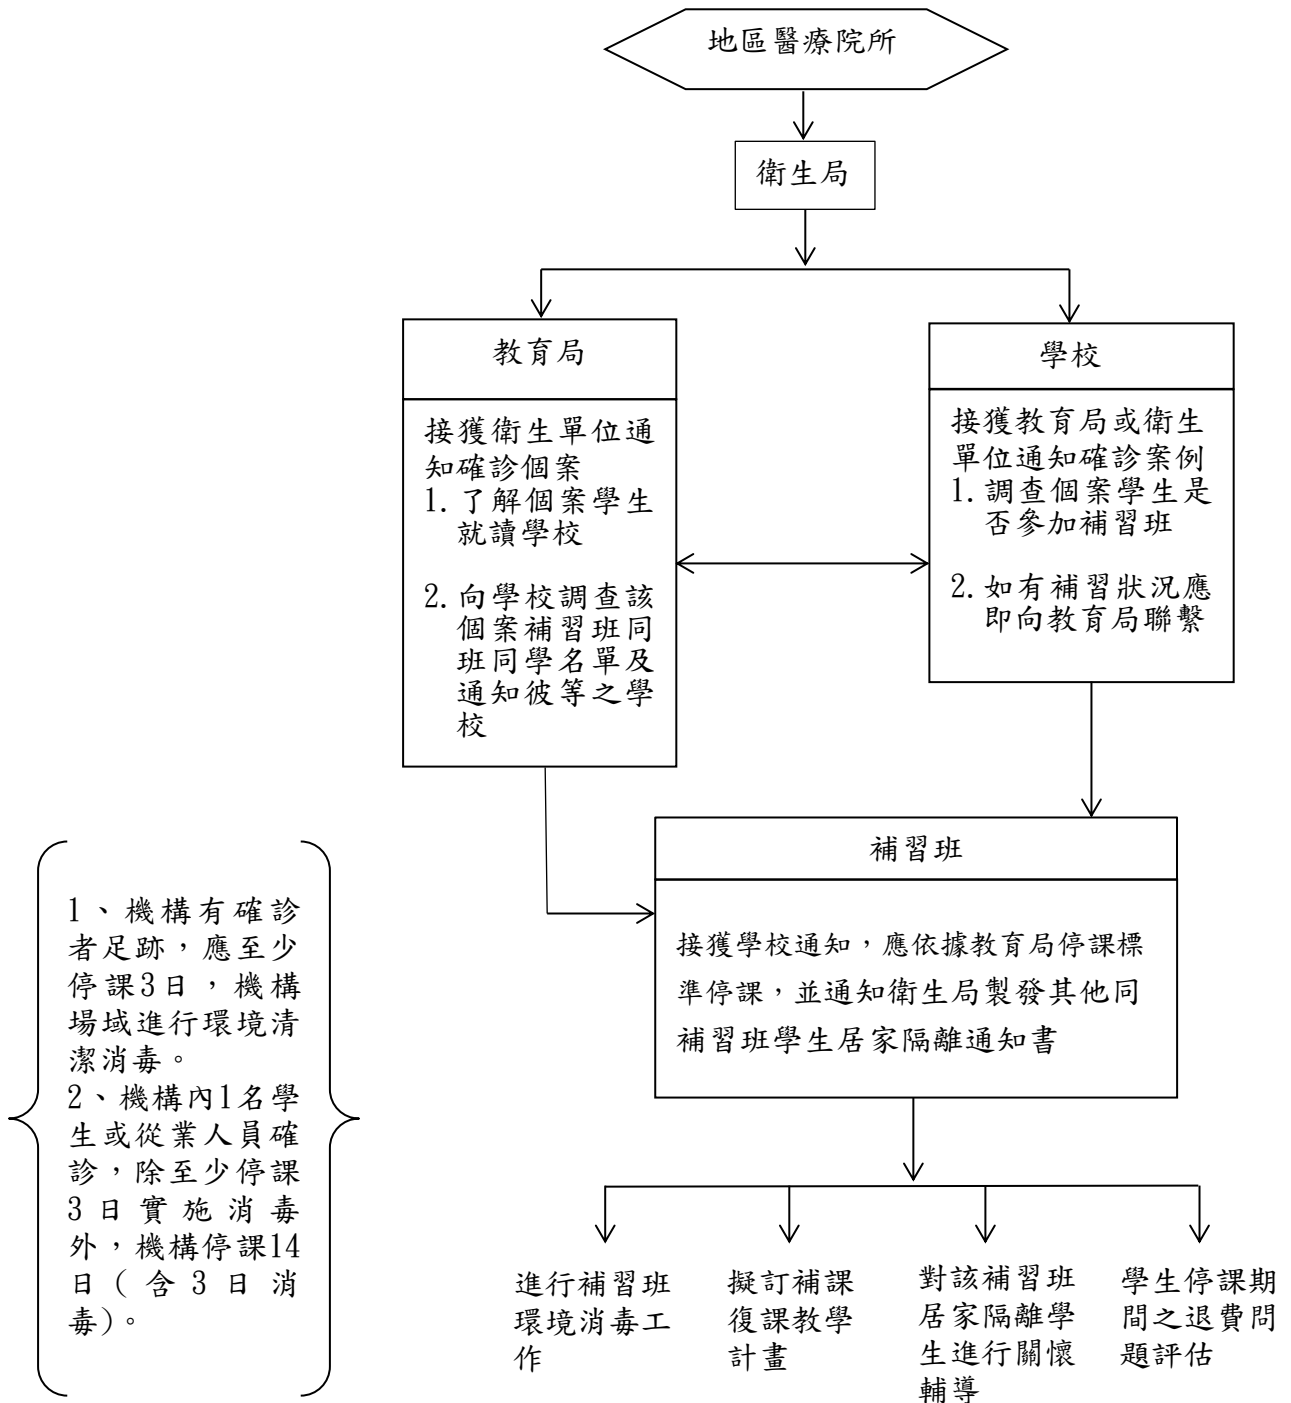 地區醫療院所
衛生局
教育局
接獲衛生單位通
知確診個案
1. 了解個案學生
就讀學校
2. 向學校調查該
個案補習班同
班同學名單及
通知彼等之學
校
學校
接獲教育局或衛生
單位通知確診案例
1. 調查個案學生是
否參加補習班
2. 如有補習狀況應
即向教育局聯繫
補習班
接獲學校通知，應依據教育局停課標
準停課，並通知衛生局製發其他同
補習班學生居家隔離通知書
1、機構有確診
者足跡，應至少
停課3日，機構
場域進行環境清
潔消毒。
2、機構內1名學
生或從業人員確
診，除至少停課
3日實施消毒
外，機構停課14
日(含3日消
毒)。
進行補習班
環境消毒工
作
擬訂補課
復課教學
計畫
對該補習班
居家隔離學
生進行關懷
輔導
學生停課期
間之退費問
題評估